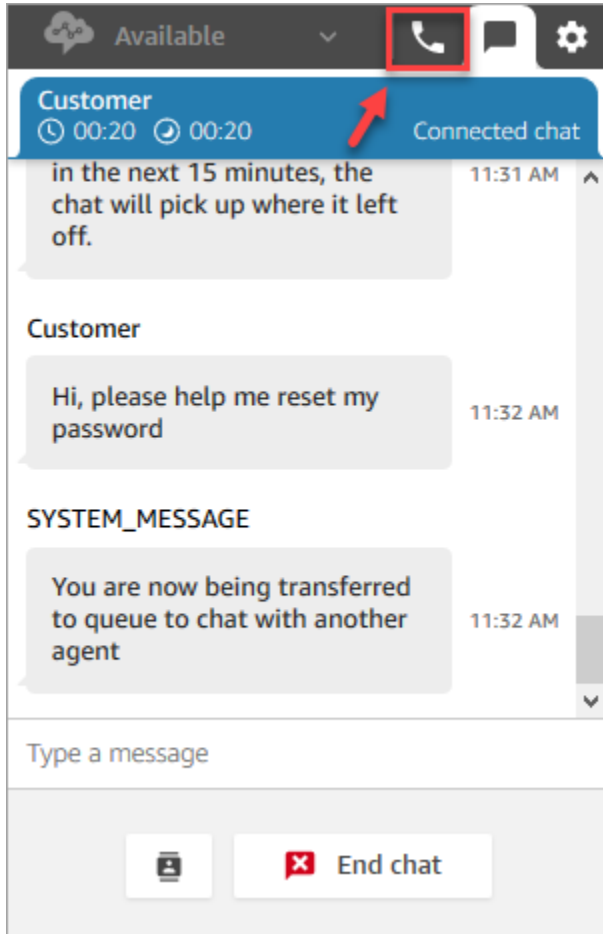 Available
Customer
00:20 00:20 Connected chat
in the next 15 minutes, the 11:31 AM
chat will pick up where it left
off.
Customer
Hi, please help me reset my
password 11:32 AM
SYSTEM_MESSAGE
You are now being transferred
to queue to chat with another 11:32 AM
agent
Type a message
End chat